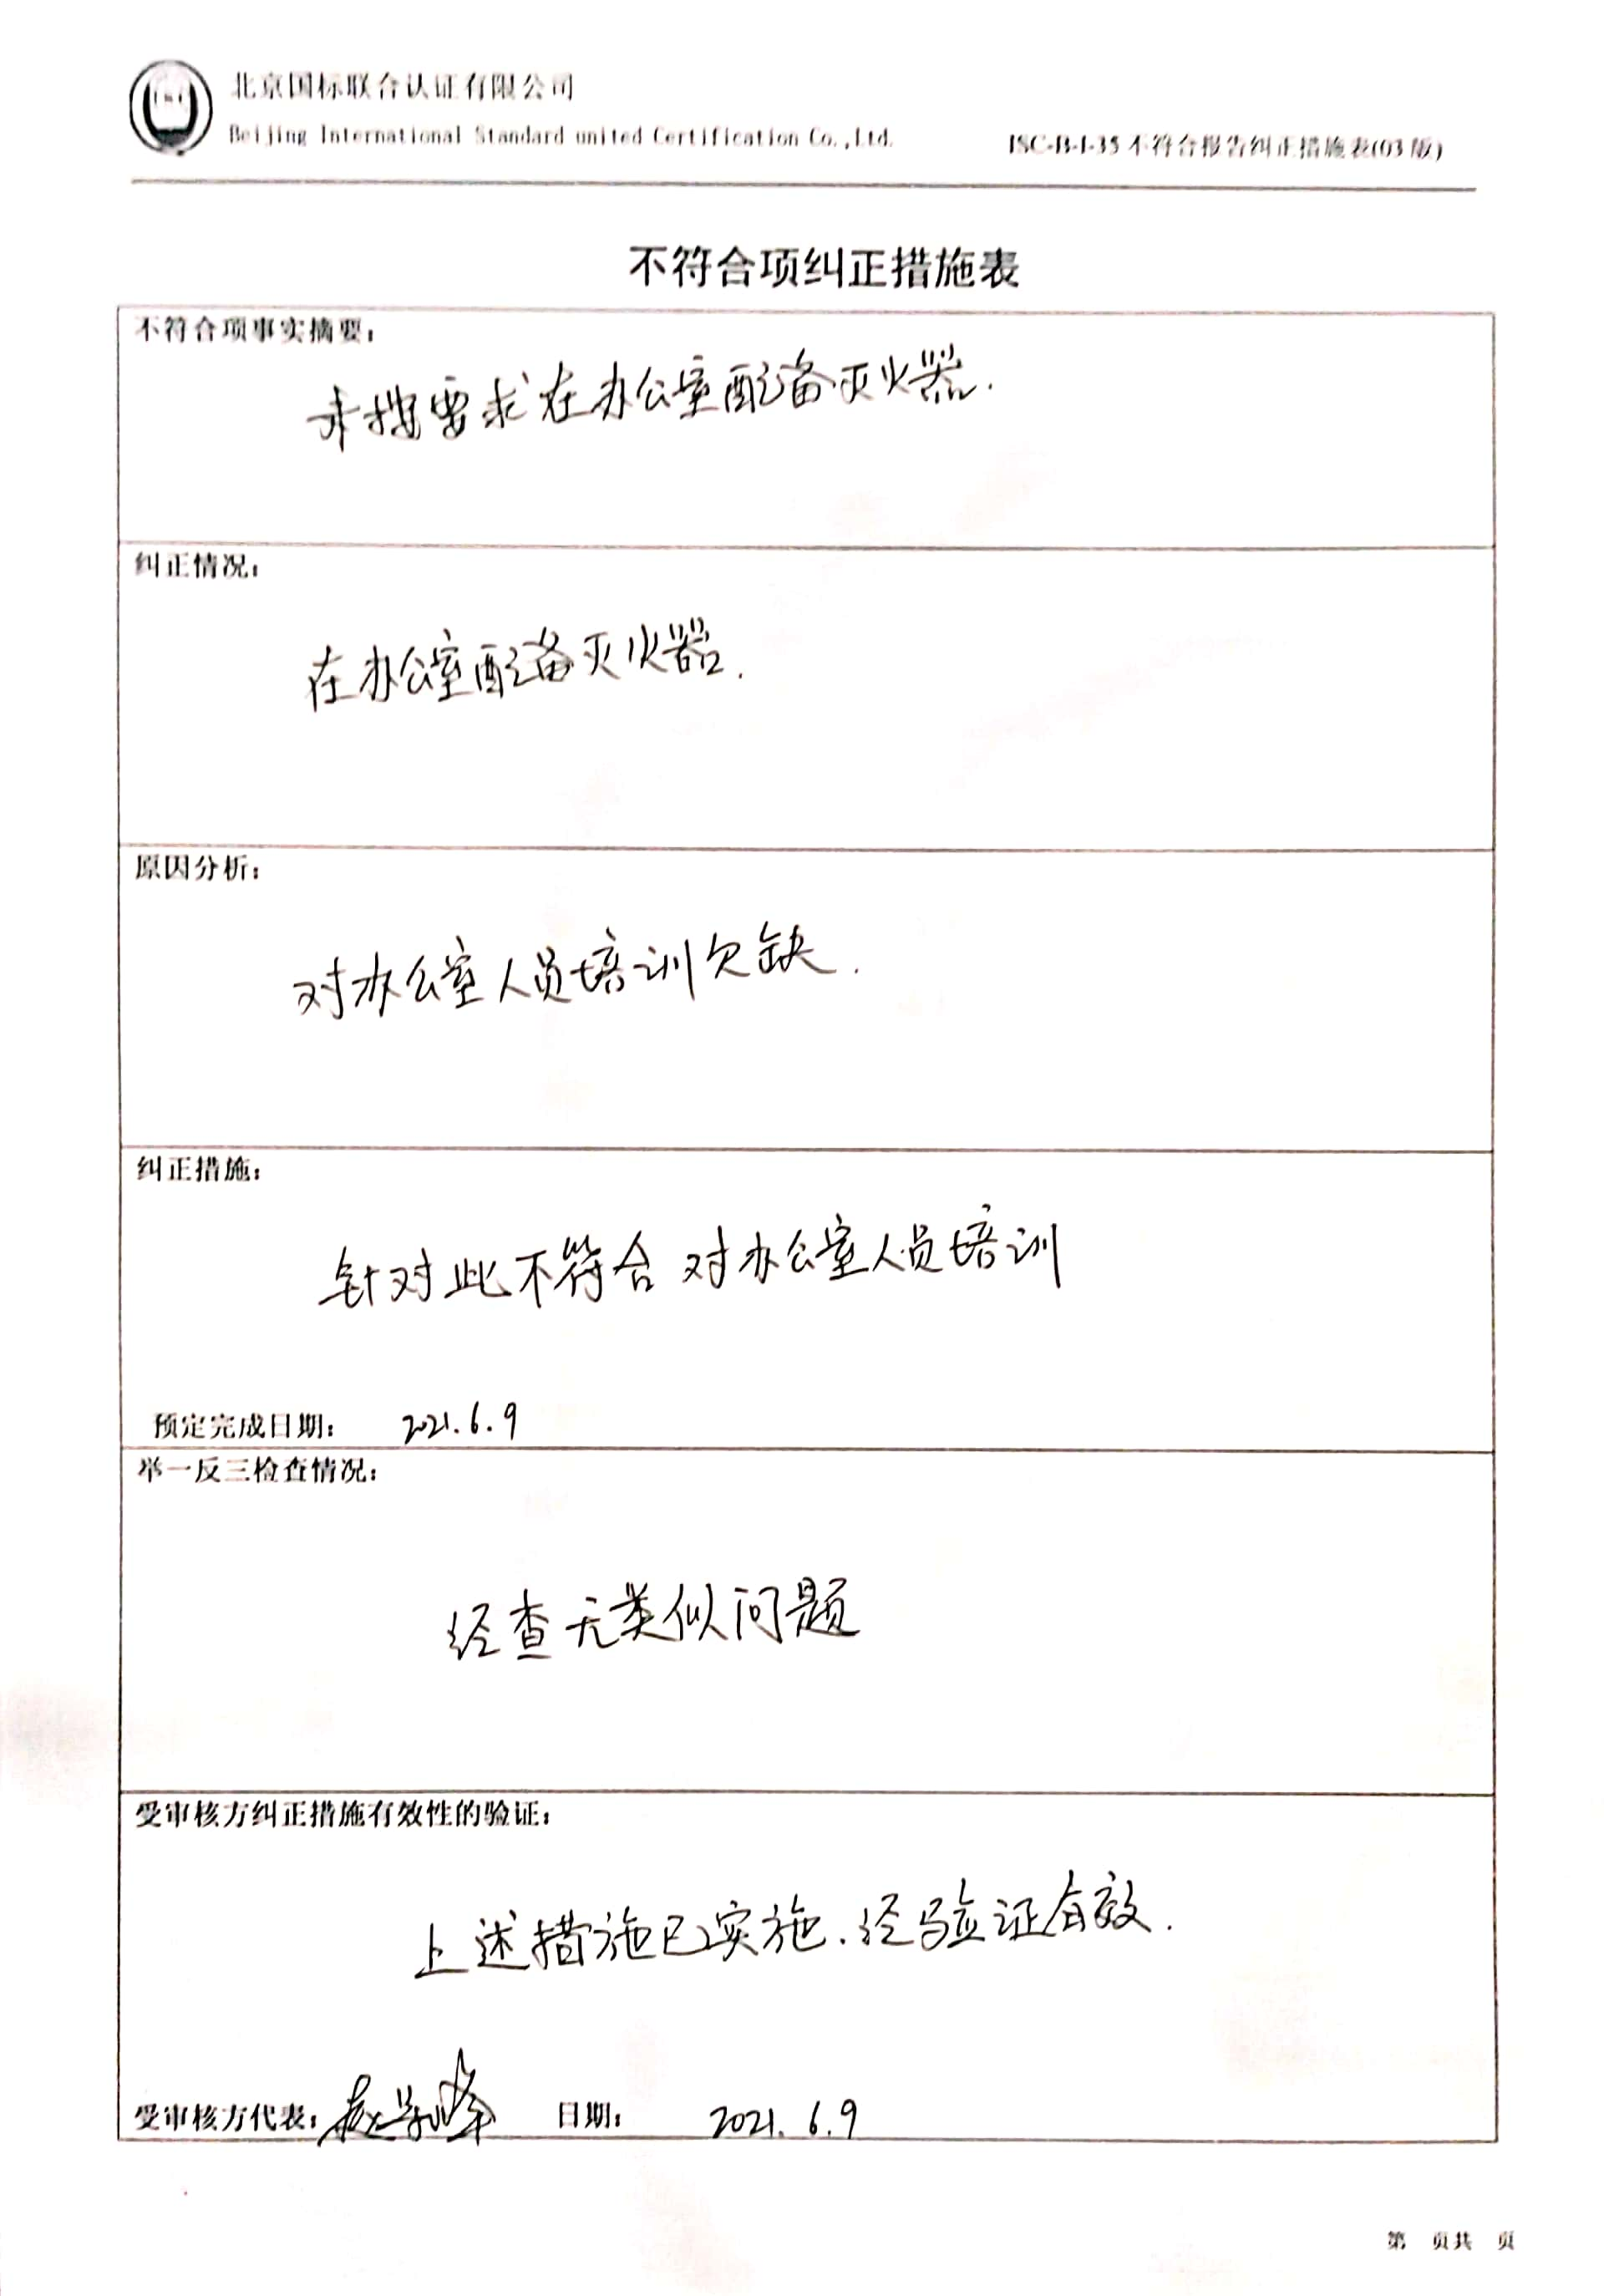 北京国标联合认证有限公司
Beijing International Standard united Certification Co.,Ltd.
ISC-B-I-35 不符合报告纠正措施表(03版)
不符合项纠正措施表
不符合项事实摘要:
未按要求在办公室配备灭火器.
纠正情况:
在办公室配备灭火器.
原因分析:
对办公室人员培训欠缺.
纠正措施:
针对此不符合 对办公室人员培训
预定完成日期: 2021.6.9
举一反三检查情况:
经查无类似问题
受审核方纠正措施有效性的验证:
上述措施已实施.经验证有效.
受审核方代表: 日期: 2021.6.9
第 页共 页